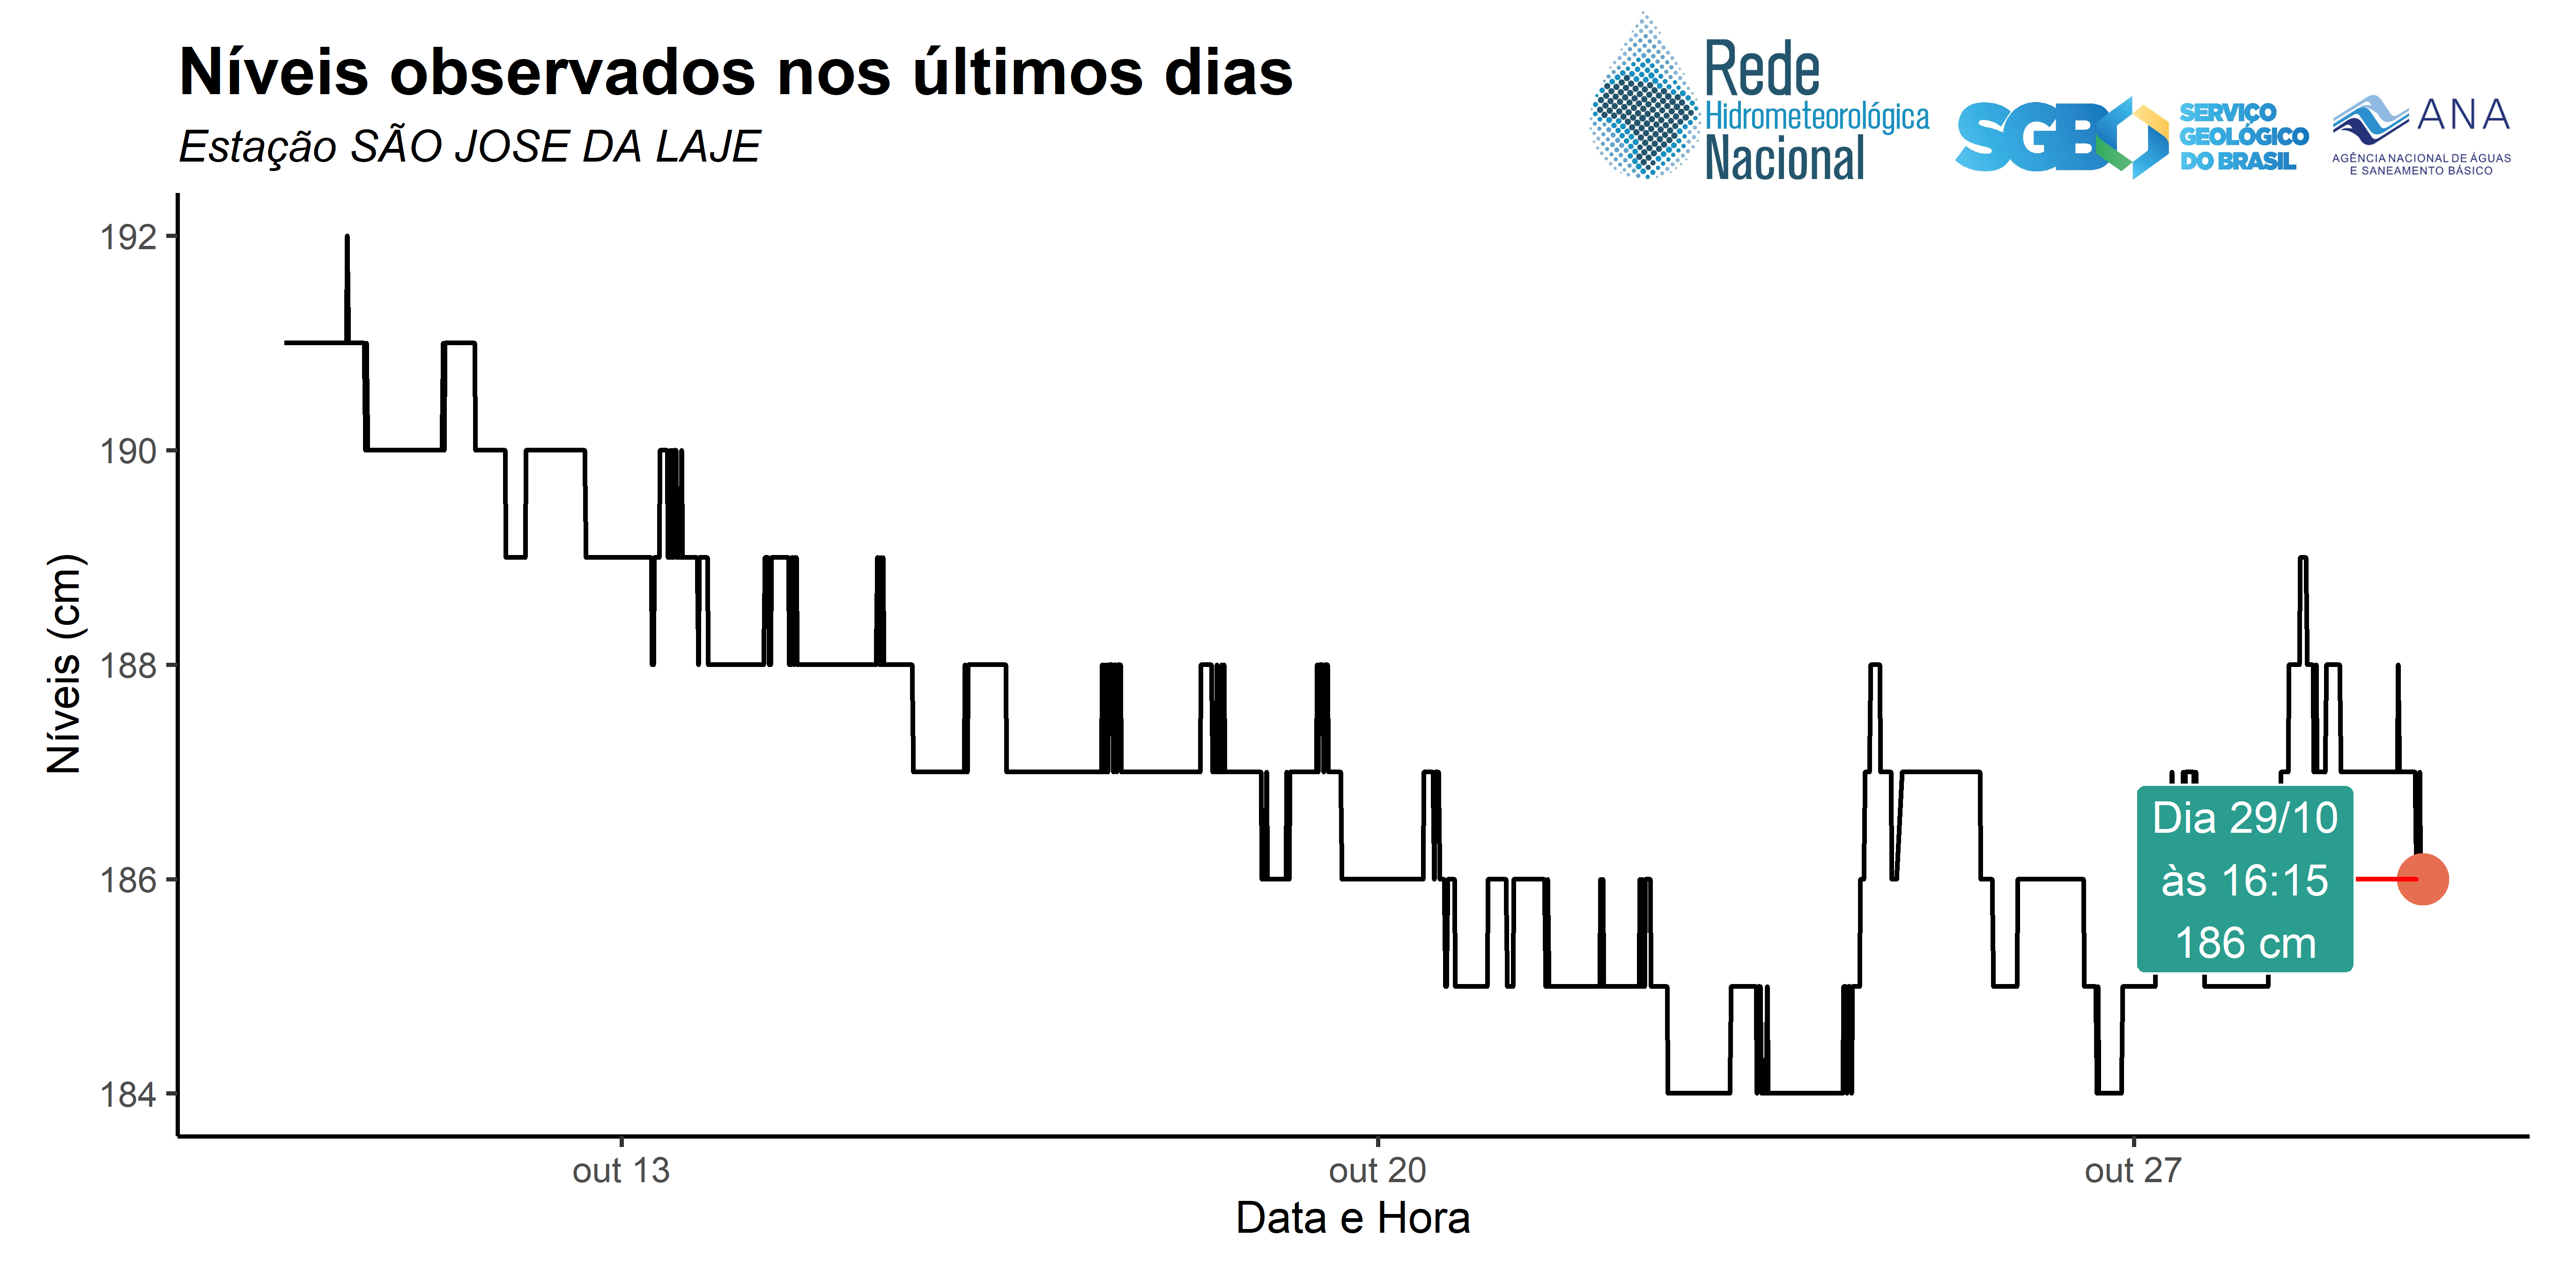 Níveis observados nos últimos dias
Estação SÃO JOSE DA LAJE
Rede
Hidrometeorológica
Nacional
SGB
SERVIÇO
GEOLÓGICO
DO BRASIL
ANA
AGÊNCIA NACIONAL DE ÁGUAS
E SANEAMENTO BÁSICO
Níveis (cm)
192
190
188
186
184
Dia 29/10
às 16:15
186 cm
out 13
out 20
out 27
Data e Hora